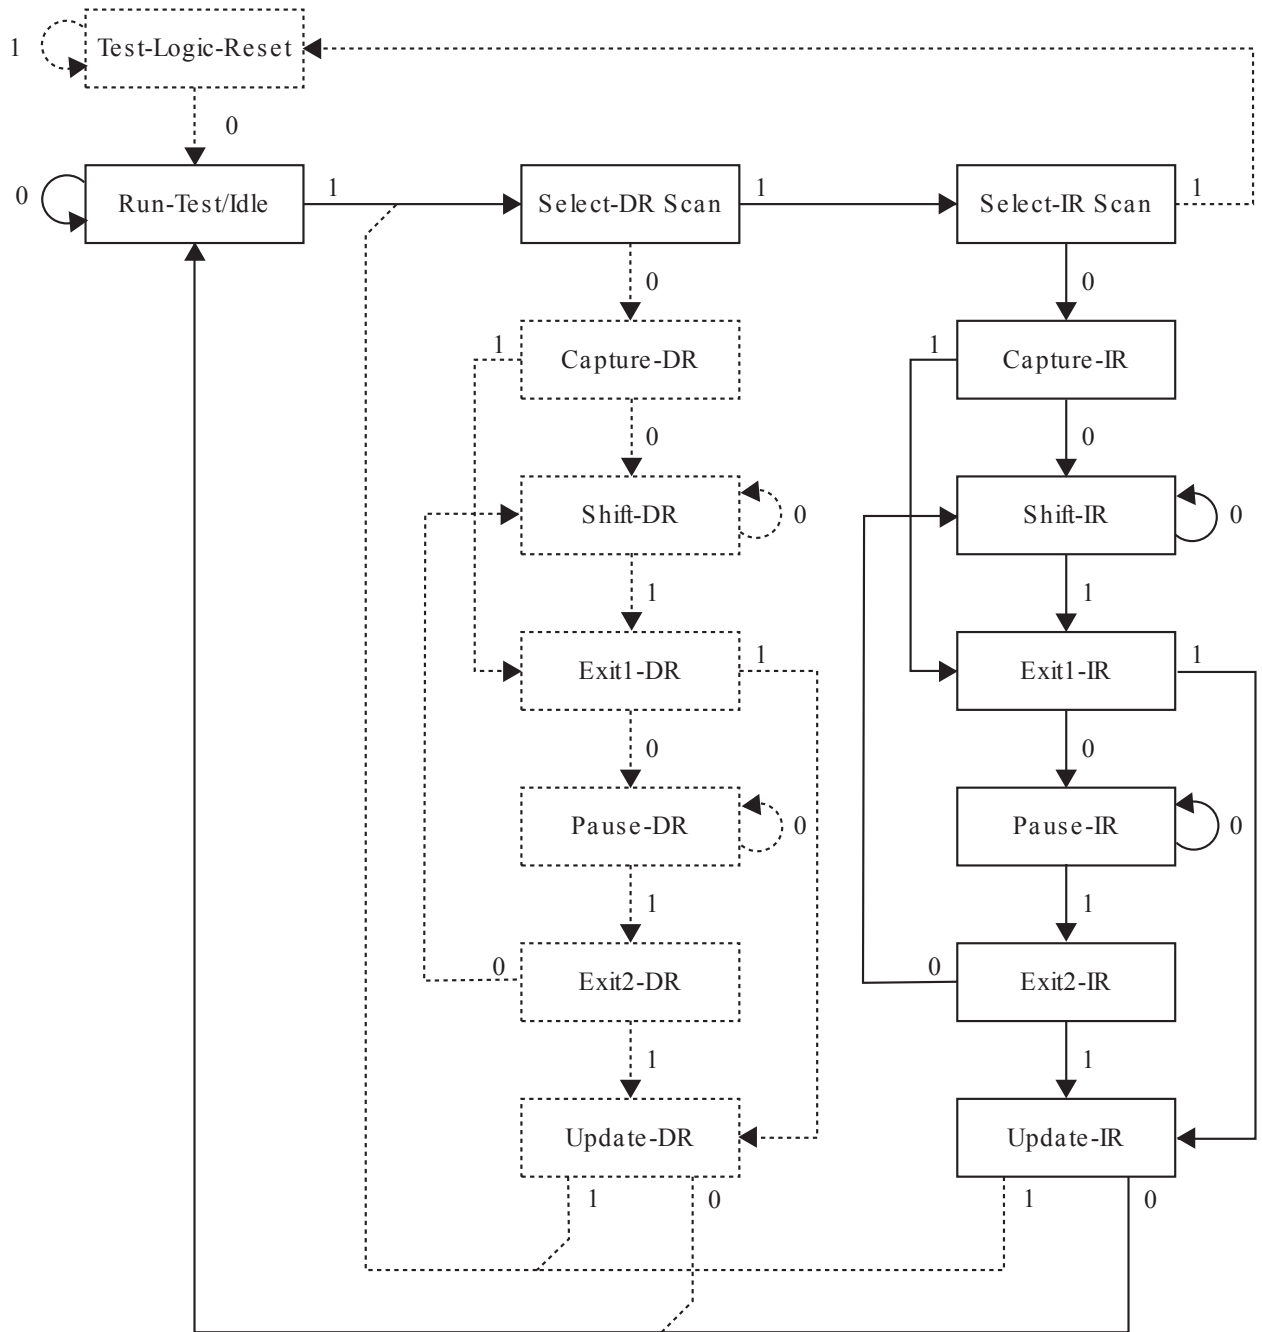 1
Test-Logic-Reset
0
0
Run-Test/Idle
1
Select-DR Scan
1
Select-IR Scan
1
0
0
1
Capture-DR
1
Capture-IR
0
0
Shift-DR
0
Shift-IR
0
1
1
Exit1-DR
1
Exit1-IR
1
0
0
Pause-DR
0
Pause-IR
0
1
1
0
Exit2-DR
0
Exit2-IR
1
1
Update-DR
Update-IR
1
0
1
0